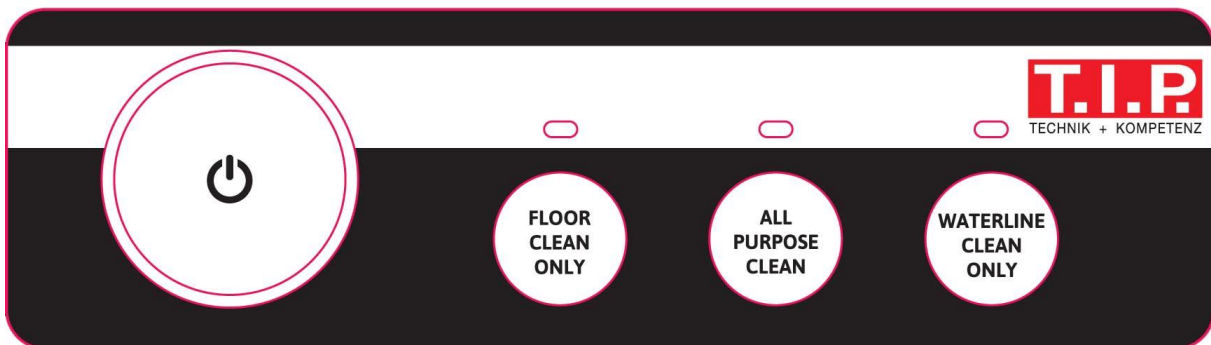 T.I.P.
TECHNIK + KOMPETENZ
FLOOR
CLEAN
ONLY
ALL
PURPOSE
CLEAN
WATERLINE
CLEAN
ONLY